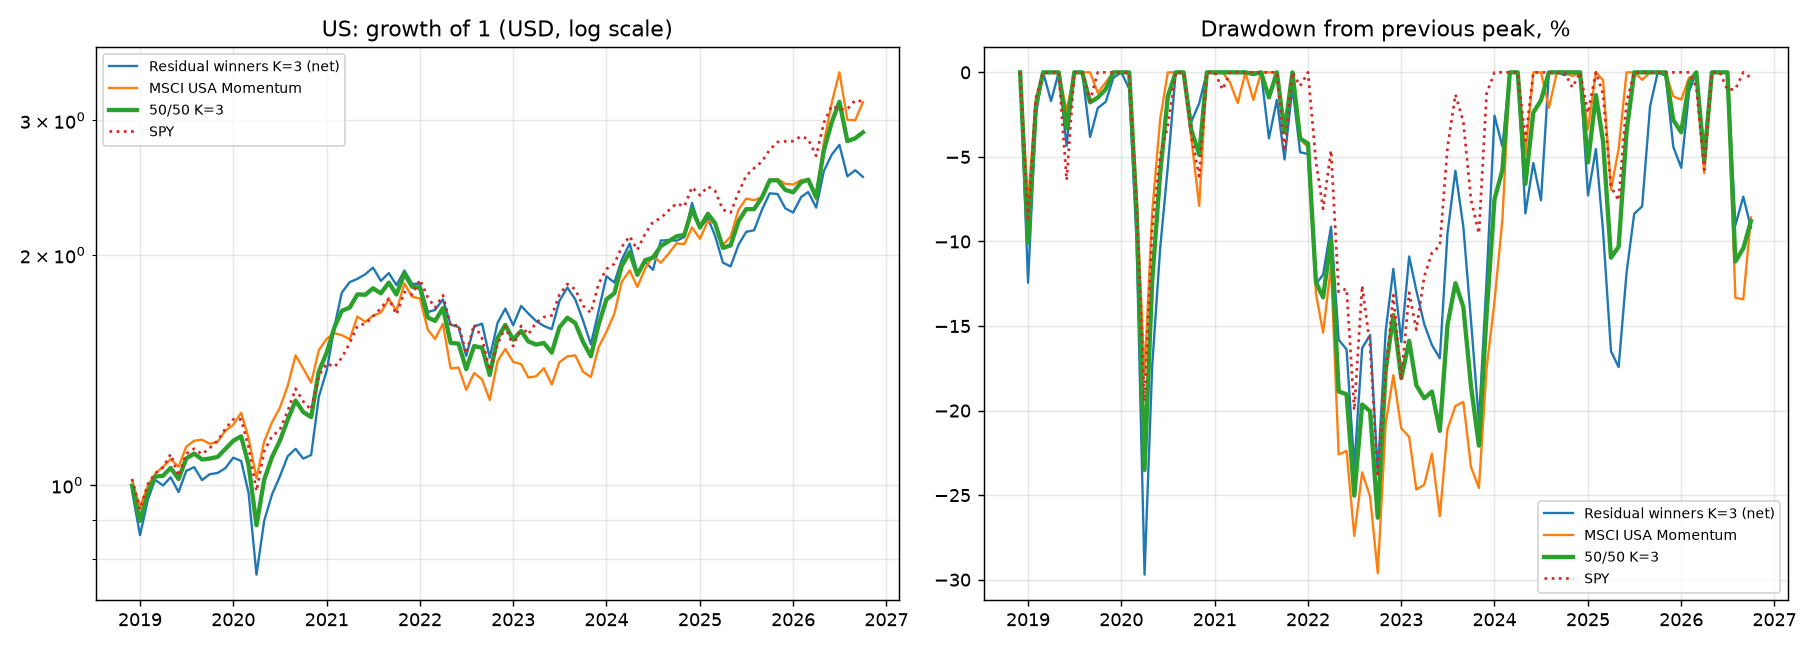 US: growth of 1 (USD, log scale)
Residual winners K=3 (net)
MSCI USA Momentum
50/50 K=3
SPY
3 × 10⁰
2 × 10⁰
10⁰
2019 2020 2021 2022 2023 2024 2025 2026 2027
Drawdown from previous peak, %
0
−5
−10
−15
−20
−25
−30
Residual winners K=3 (net)
MSCI USA Momentum
50/50 K=3
SPY
2019 2020 2021 2022 2023 2024 2025 2026 2027